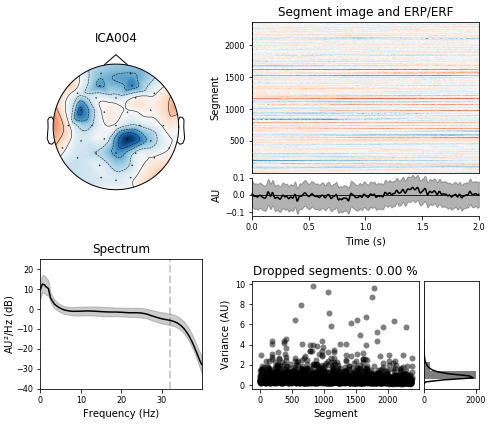 ICA004
Segment image and ERP/ERF
Segment
2000
1500
1000
500
AU
0.1
0.0
−0.1
0.0 0.5 1.0 1.5 2.0
Time (s)
Spectrum
AU²/Hz (dB)
20
10
0
−10
−20
−30
−40
0 10 20 30
Frequency (Hz)
Dropped segments: 0.00 %
Variance (AU)
10
8
6
4
2
0
0 500 1000 1500 2000
Segment
0 2000